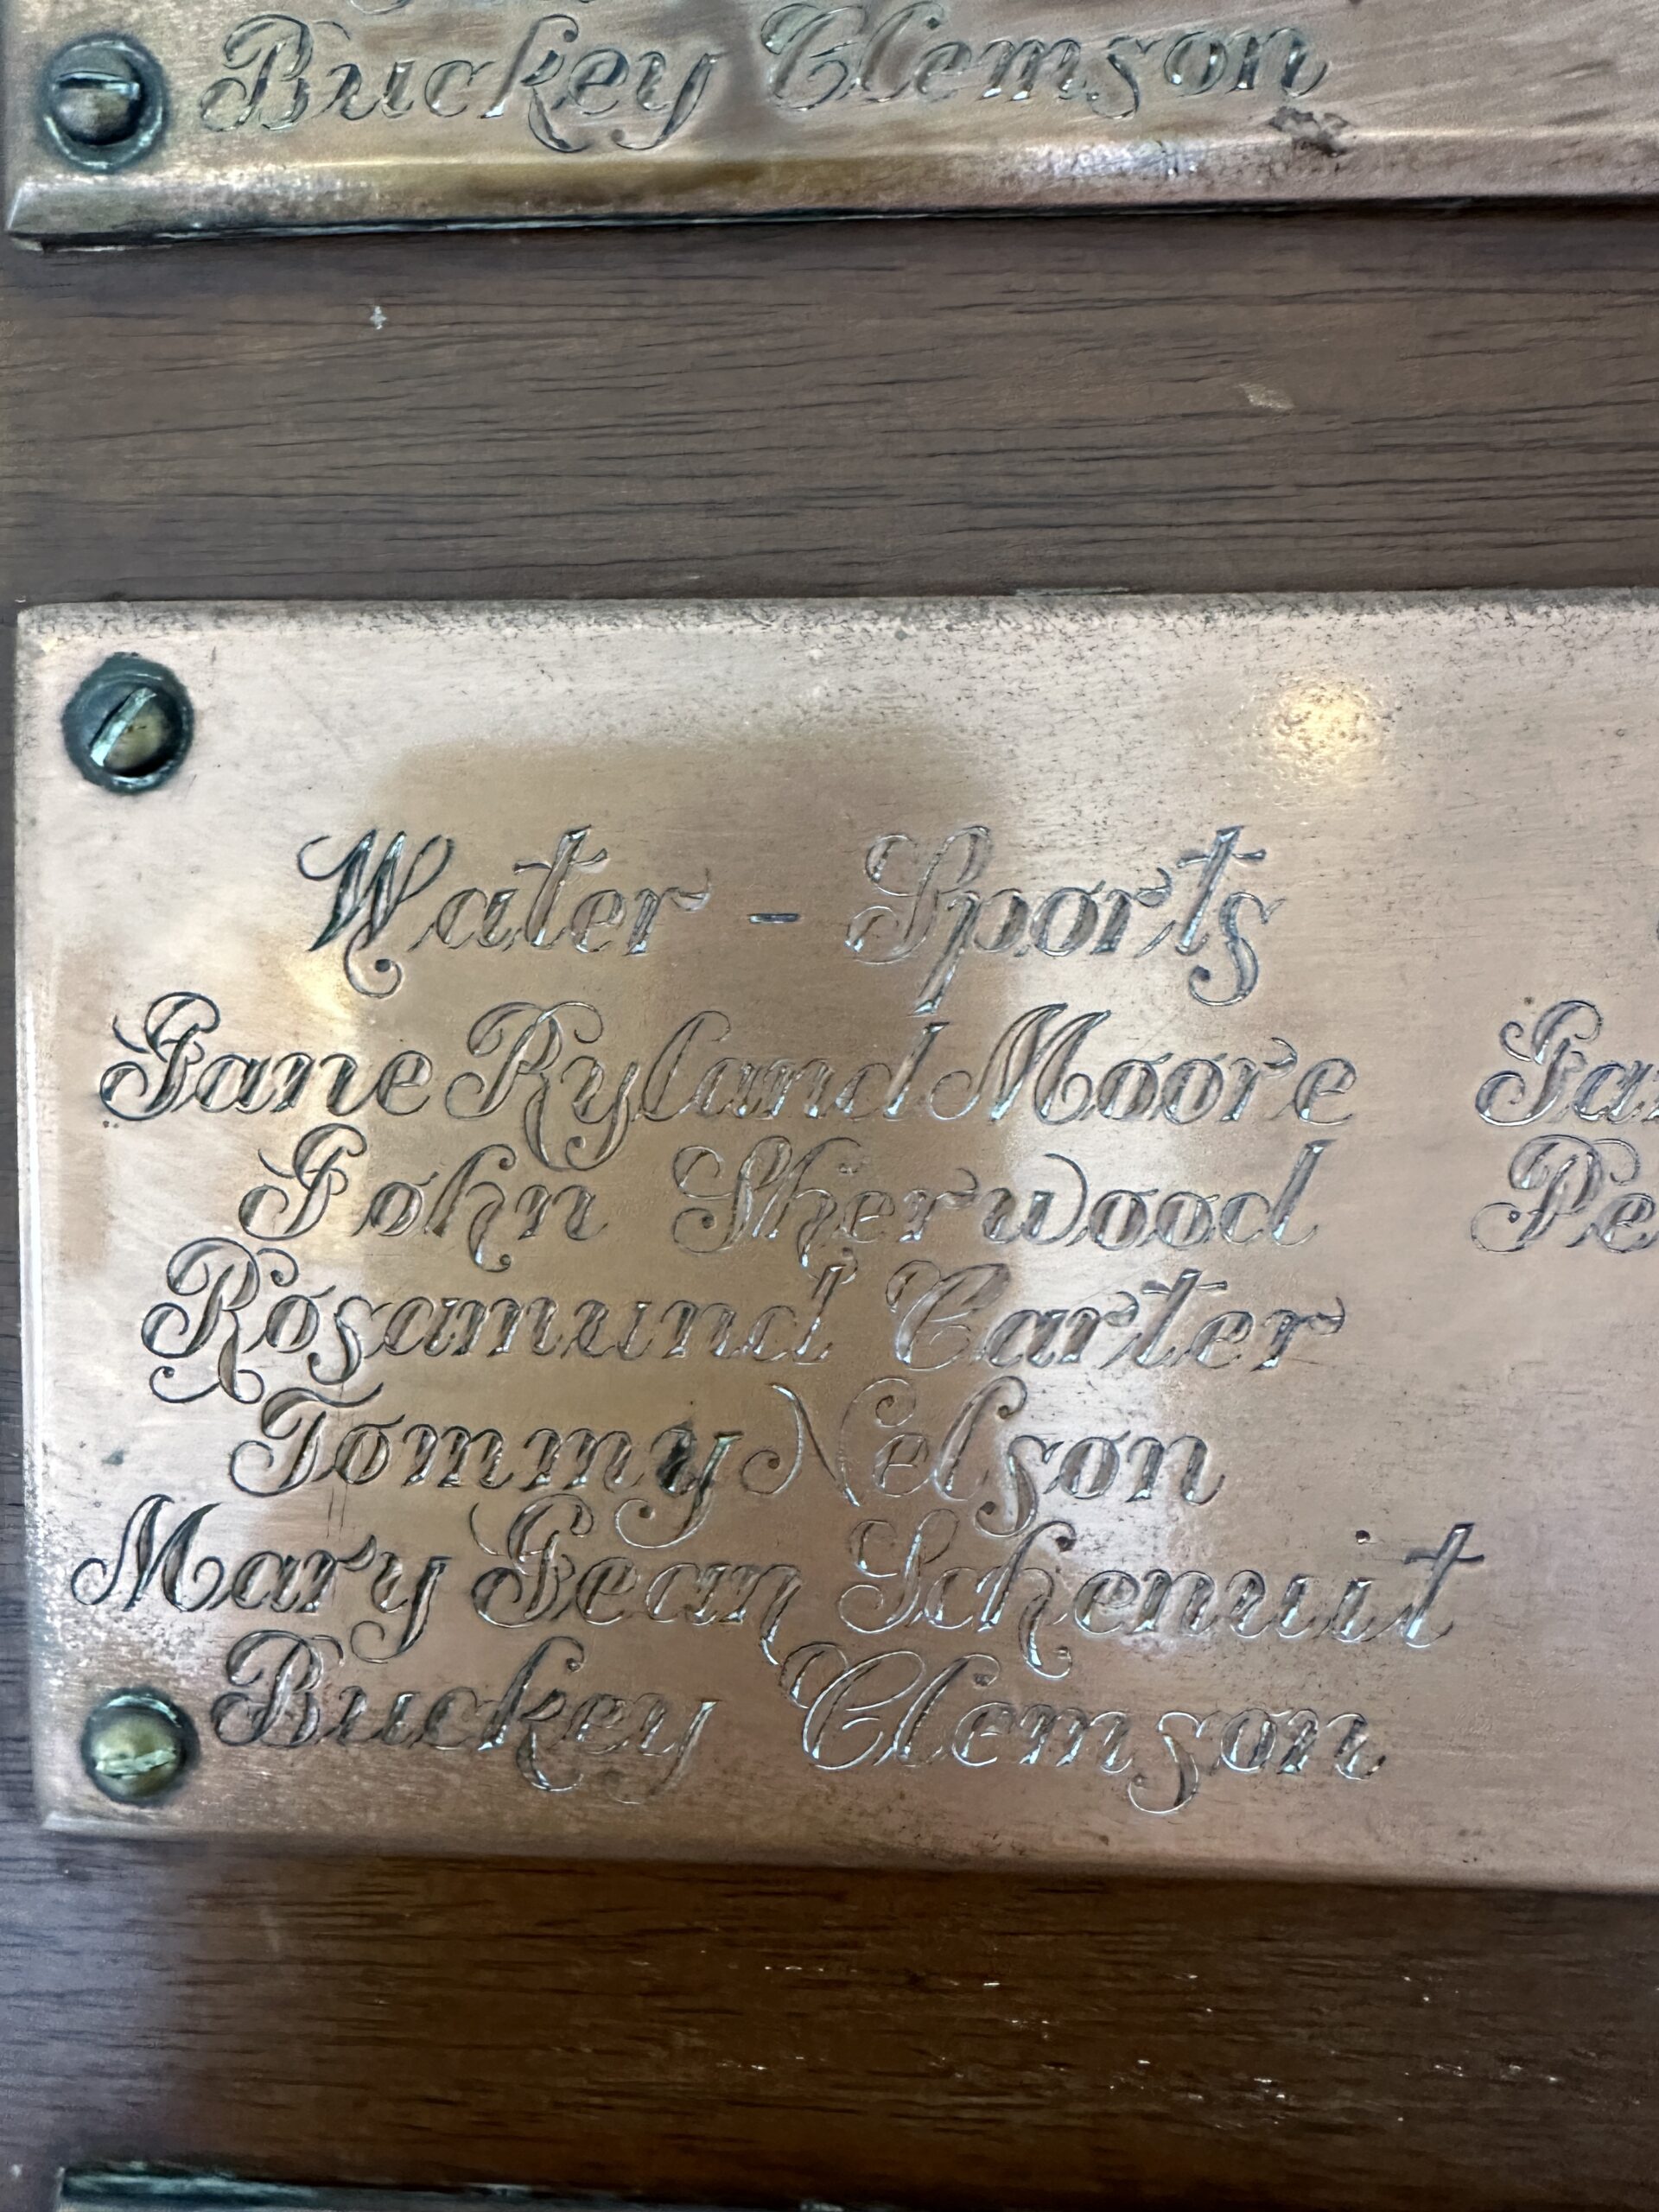 Buckey Clemson
Water - Sports
Jane Ryland Moore
John Sherwood
Rosamund Carter
Tommy Nelson
Mary Jean Schenuit
Buckey Clemson